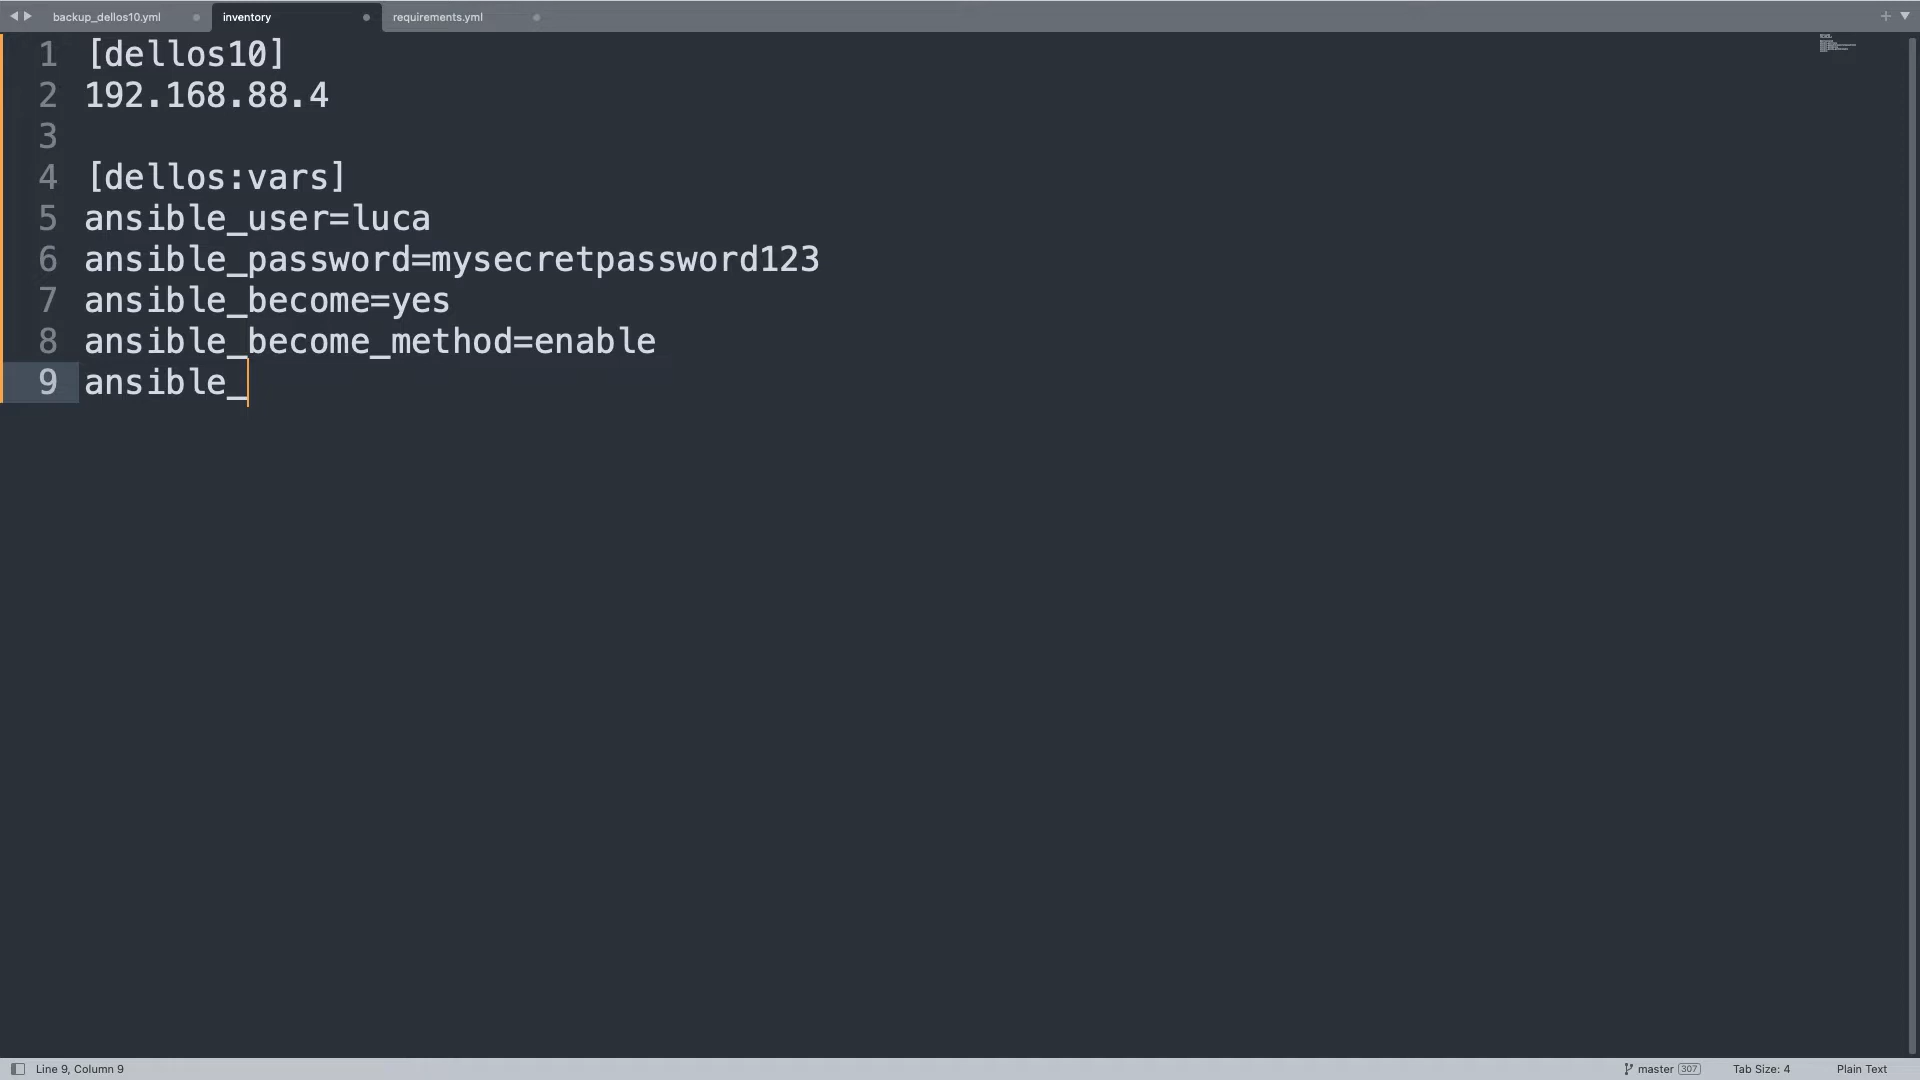 backup_dellos10.yml
inventory
requirements.yml
1 [dellos10]
2 192.168.88.4
3
4 [dellos:vars]
5 ansible_user=luca
6 ansible_password=mysecretpassword123
7 ansible_become=yes
8 ansible_become_method=enable
9 ansible_
Line 9, Column 9
master 307
Tab Size: 4
Plain Text